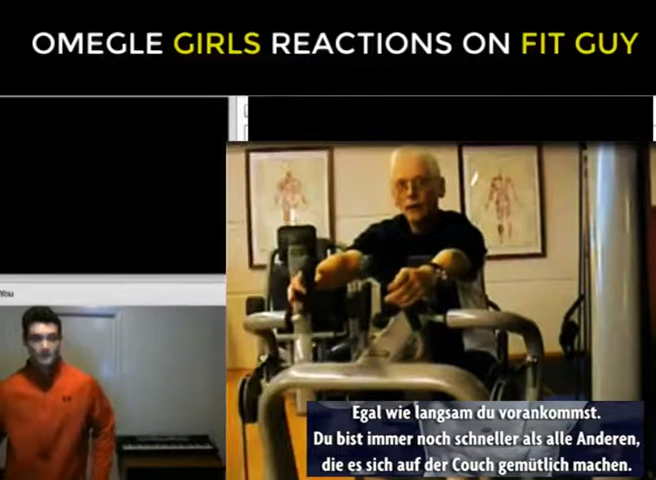 OMEGLE GIRLS REACTIONS ON FIT GUY
You
Egal wie langsam du vorankommst.
Du bist immer noch schneller als alle Anderen,
die es sich auf der Couch gemütlich machen.